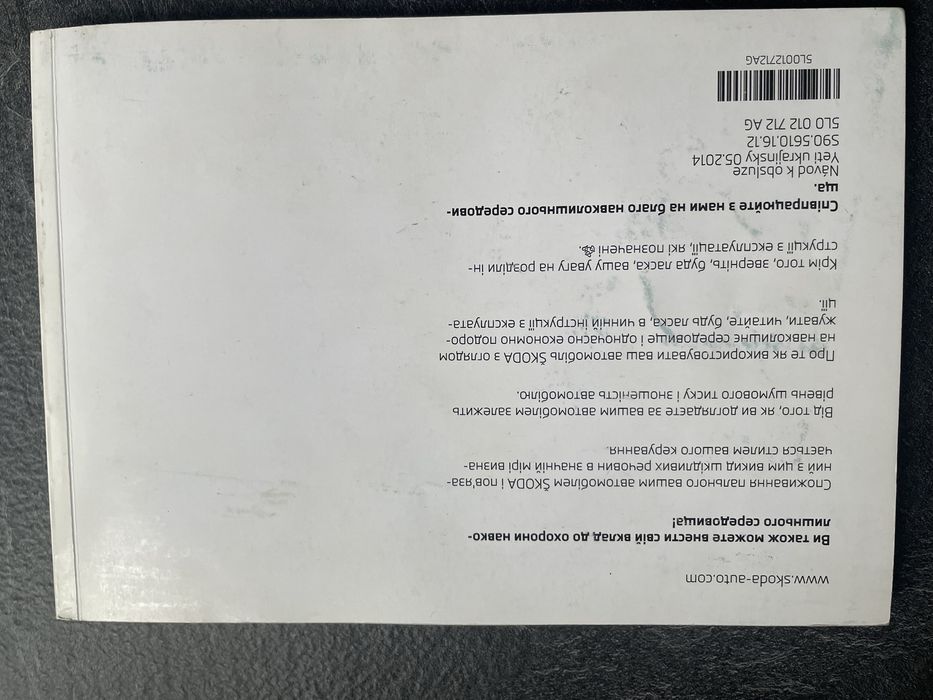 www.skoda-auto.com
Ви також можете внести свій вклад до охорони навко-
лишнього середовища!
Споживання пального вашим автомобілем ŠKODA і пов'яза-
ний з цим викид шкідливих речовин в значній мірі визна-
чається стилем вашого керування.
Від того, як ви доглядаєте за вашим автомобілем залежить
рівень шумового тиску і зношеність автомобілю.
Про те як використовувати ваш автомобіль ŠKODA з оглядом
на навколишнє середовище і одночасно економно подоро-
жувати, читайте, будь ласка, в чинній інструкції з експлуата-
ції.
Крім того, зверніть, буда ласка, вашу увагу на розділи ін-
струкції з експлуатації, які позначені
Співпрацюйте з нами на благо навколишнього середови-
ща.
Návod k obsluze
Yeti ukrajinsky 05.2014
S90.5610.16.12
5L0 012 712 AG
5L0012712AG